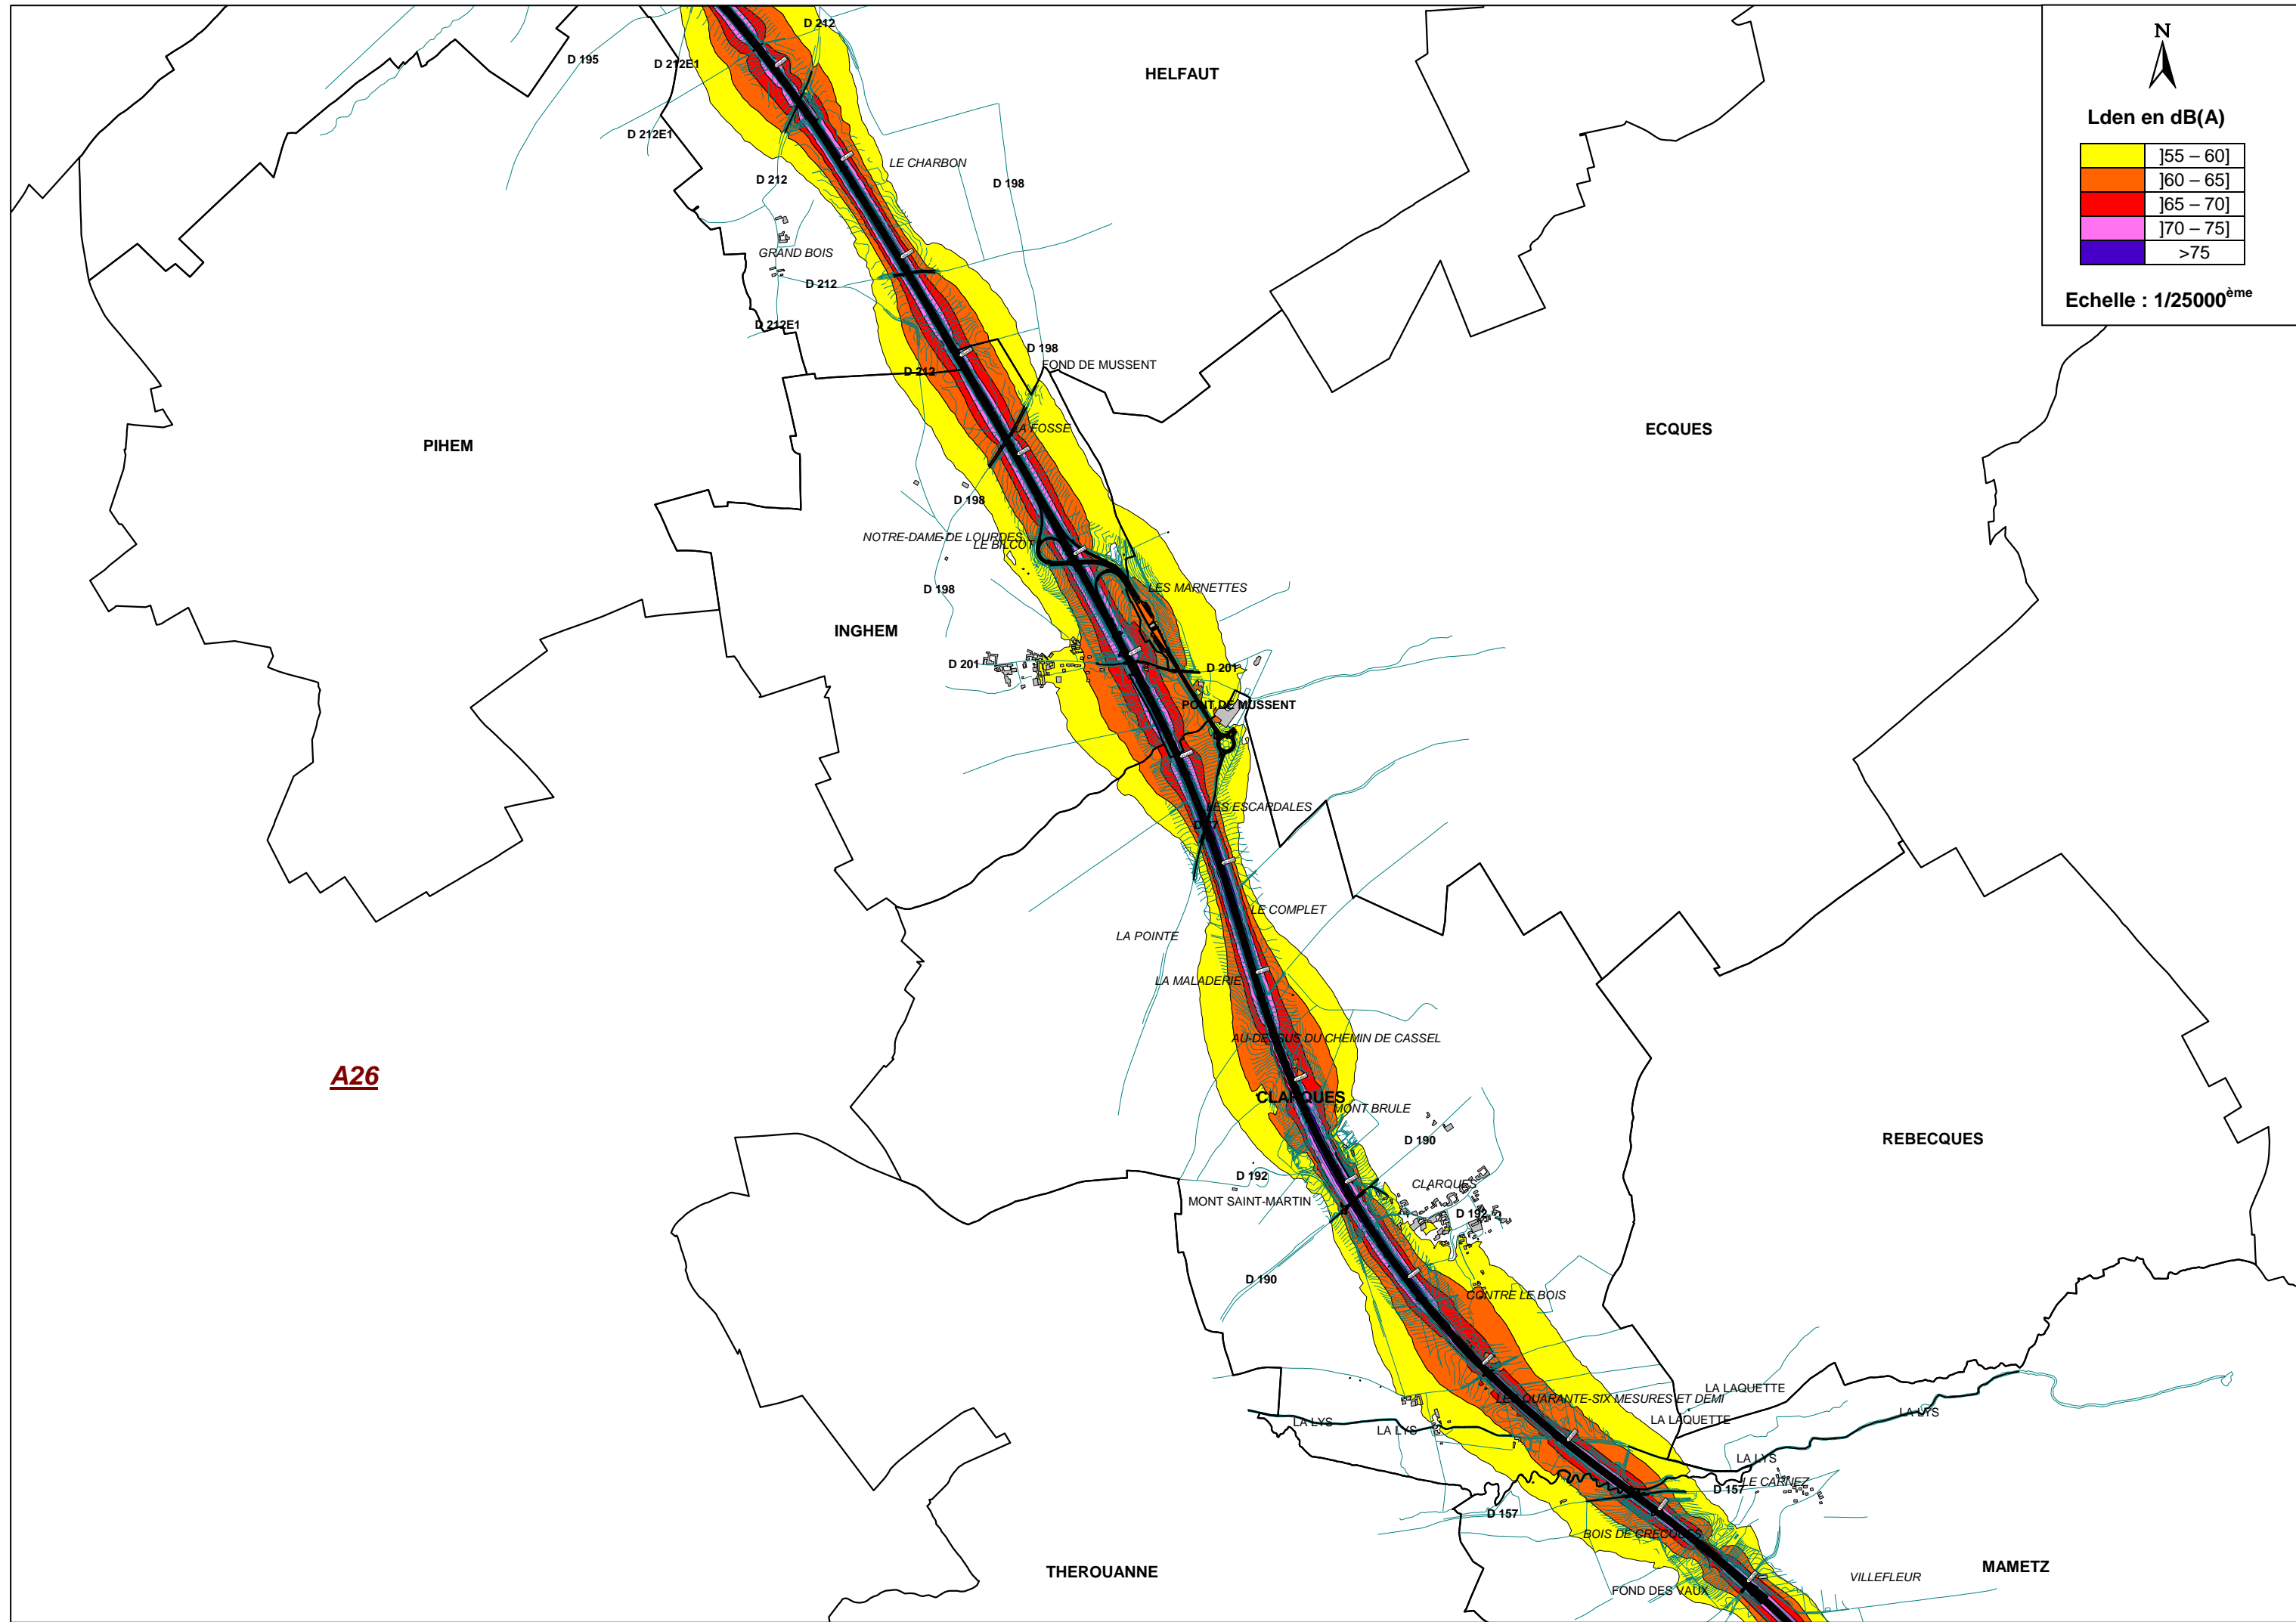 D 212
N
D 195
D 212E1
HELFAUT
Lden en dB(A)
D 212E1
]55 – 60]
LE CHARBON
]60 – 65]
D 212
D 198
]65 – 70]
]70 – 75]
GRAND BOIS
>75
D 212
Echelle : 1/25000ème
D 212E1
D 198
FOND DE MUSSENT
D 212
LA FOSSE
ECQUES
PIHEM
D 198
NOTRE-DAME-DE LOURDES
LE BILCOT
D 198
LES MARNETTES
INGHEM
D 201
D 201
PONT DE MUSSENT
LES ESCARDALES
LE COMPLET
LA POINTE
LA MALADERIE
AU-DESSUS DU CHEMIN DE CASSEL
A26
CLARQUES
MONT BRULE
D 190
REBECQUES
D 192
CLARQUES
MONT SAINT-MARTIN
D 192
D 190
CONTRE LE BOIS
LA LAQUETTE
LES QUARANTE-SIX MESURES ET DEMI
LA LYS
LA LAQUETTE
LA LYS
LA LYS
LA LYS
LE CARNEZ
D 157
D 157
BOIS DE CRECQUES
MAMETZ
THEROUANNE
VILLEFLEUR
FOND DES VAUX